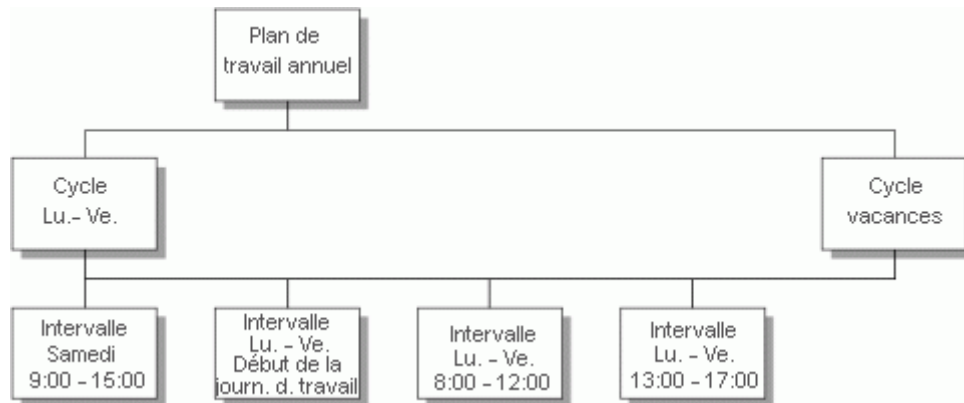 Plan de
travail annuel
Cycle
Lu.- Ve.
Cycle
vacances
Intervalle
Samedi
9:00 - 15:00
Intervalle
Lu. - Ve.
Début de la
journ. d. travail
Intervalle
Lu. - Ve.
8:00 - 12:00
Intervalle
Lu. - Ve.
13:00 - 17:00